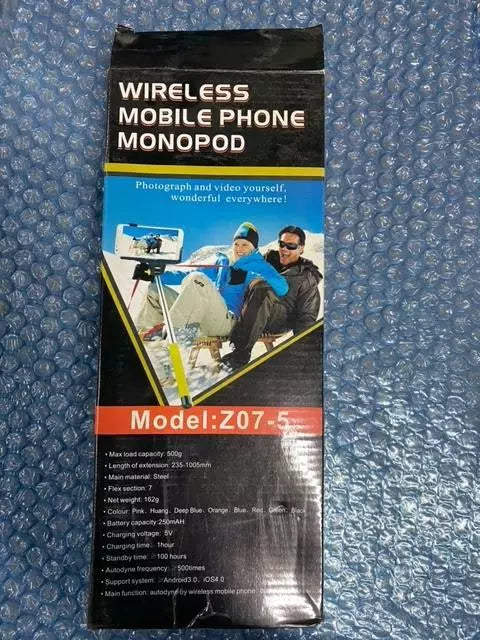 WIRELESS
MOBILE PHONE
MONOPOD
Photograph and video yourself,
wonderful everywhere!
Model:Z07-5
• Max load capacity: 500g
• Length of extension: 235-1005mm
• Main material: Steel
• Flex section: 7
• Net weight: 162g
• Colour: Pink、Huang、Deep Blue、Orange、Blue、Red、Green、Black
• Battery capacity:250mAH
• Charging voltage: 5V
• Charging time: 1hour
• Standby time: ≥100 hours
• Autodyne frequency: ≥500times
• Support system: ≥Android3.0、iOS4.0
• Main function: autodyne by wireless mobile phone